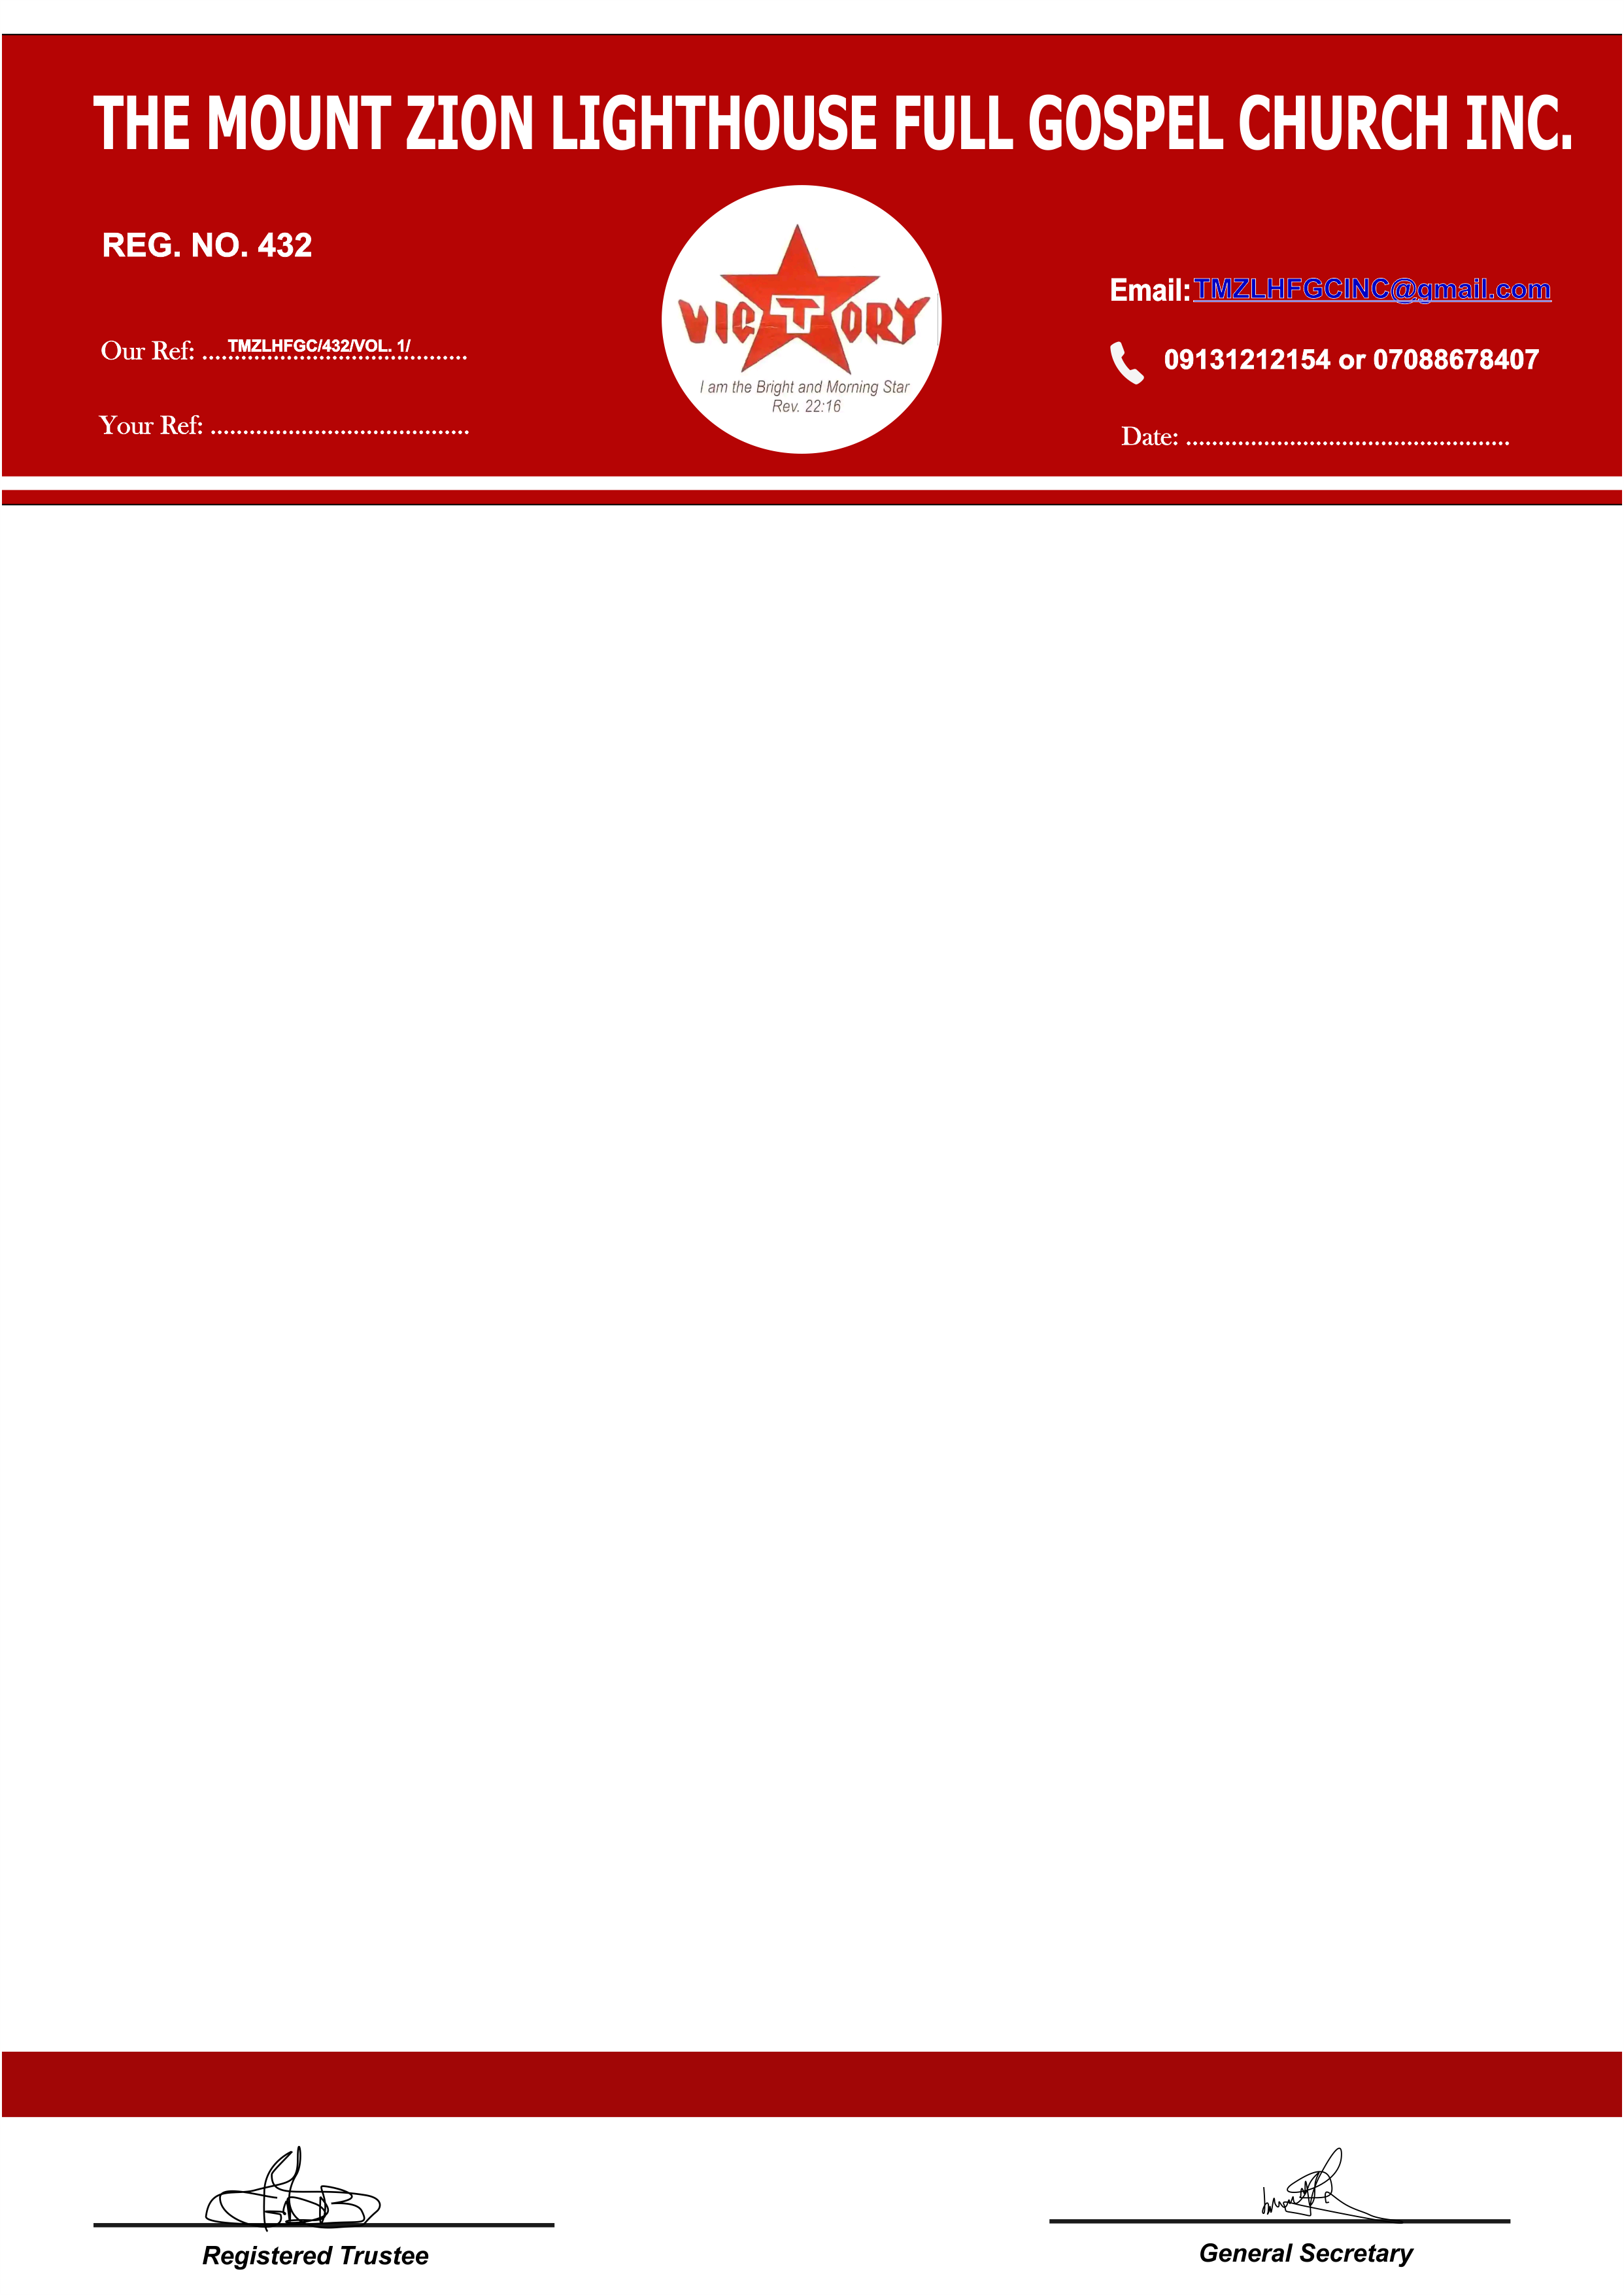 THE MOUNT ZION LIGHTHOUSE FULL GOSPEL CHURCH INC.
REG. NO. 432
Our Ref: ......................................... TMZLHFGC/432/VOL. 1/
Your Ref: ........................................
VICTORY
I am the Bright and Morning Star
Rev. 22:16
Email: TMZLHFGCINC@gmail.com
09131212154 or 07088678407
Date: ..................................................
Registered Trustee
General Secretary